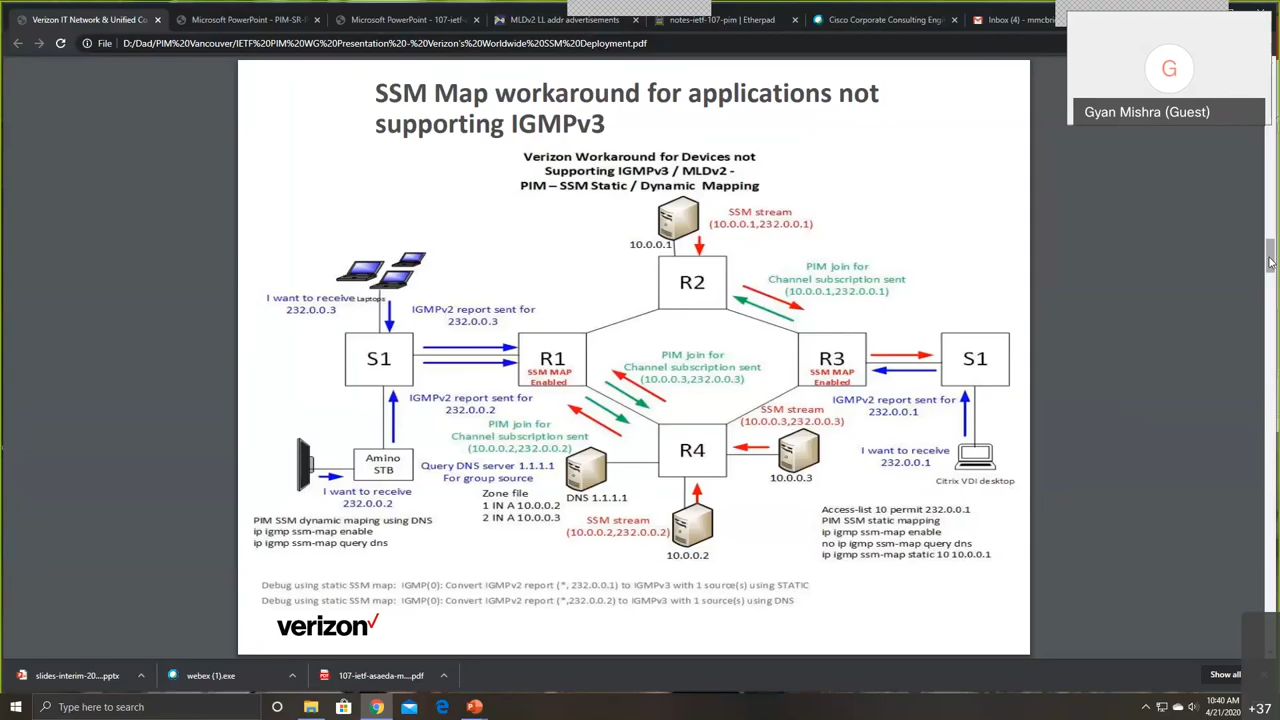 Verizon IT Network & Unified Co
Microsoft PowerPoint - PIM-SR-P
Microsoft PowerPoint - 107-ietf-
MLDv2 LL addr advertisements
notes-ietf-107-pim | Etherpad
Cisco Corporate Consulting Engi
Inbox (4) - mmcbrid
File
D:/Dad/PIM%20Vancouver/IETF%20PIM%20WG%20Presentation%20-%20Verizon's%20Worldwide%20SSM%20Deployment.pdf
G
Gyan Mishra (Guest)
SSM Map workaround for applications not
supporting IGMPv3
Verizon Workaround for Devices not
Supporting IGMPv3 / MLDv2 -
PIM – SSM Static / Dynamic Mapping
SSM stream
(10.0.0.1,232.0.0.1)
10.0.0.1
R2
PIM join for
Channel subscription sent
(10.0.0.1,232.0.0.1)
I want to receive
232.0.0.3
Laptops
IGMPv2 report sent for
232.0.0.3
S1
R1
SSM MAP
Enabled
PIM join for
Channel subscription sent
(10.0.0.3,232.0.0.3)
R3
SSM MAP
Enabled
S1
IGMPv2 report sent for
232.0.0.2
IGMPv2 report sent for
232.0.0.1
SSM stream
(10.0.0.3,232.0.0.3)
PIM join for
Channel subscription sent
(10.0.0.2,232.0.0.2)
R4
I want to receive
232.0.0.1
Amino
STB
Query DNS server 1.1.1.1
For group source
10.0.0.3
Citrix VDI desktop
I want to receive
232.0.0.2
Zone file
1 IN A 10.0.0.2
2 IN A 10.0.0.3
DNS 1.1.1.1
SSM stream
(10.0.0.2,232.0.0.2)
10.0.0.2
PIM SSM dynamic maping using DNS
ip igmp ssm-map enable
ip igmp ssm-map query dns
Access-list 10 permit 232.0.0.1
PIM SSM static mapping
ip igmp ssm-map enable
no ip igmp ssm-map query dns
ip igmp ssm-map static 10 10.0.0.1
Debug using static SSM map: IGMP(0): Convert IGMPv2 report (*, 232.0.0.1) to IGMPv3 with 1 source(s) using STATIC
Debug using static SSM map: IGMP(0): Convert IGMPv2 report (*,232.0.0.2) to IGMPv3 with 1 source(s) using DNS
verizon
slides-interim-20....pptx
webex (1).exe
107-ietf-asaeda-m....pdf
Show all
Type here to search
10:40 AM
4/21/2020
+37